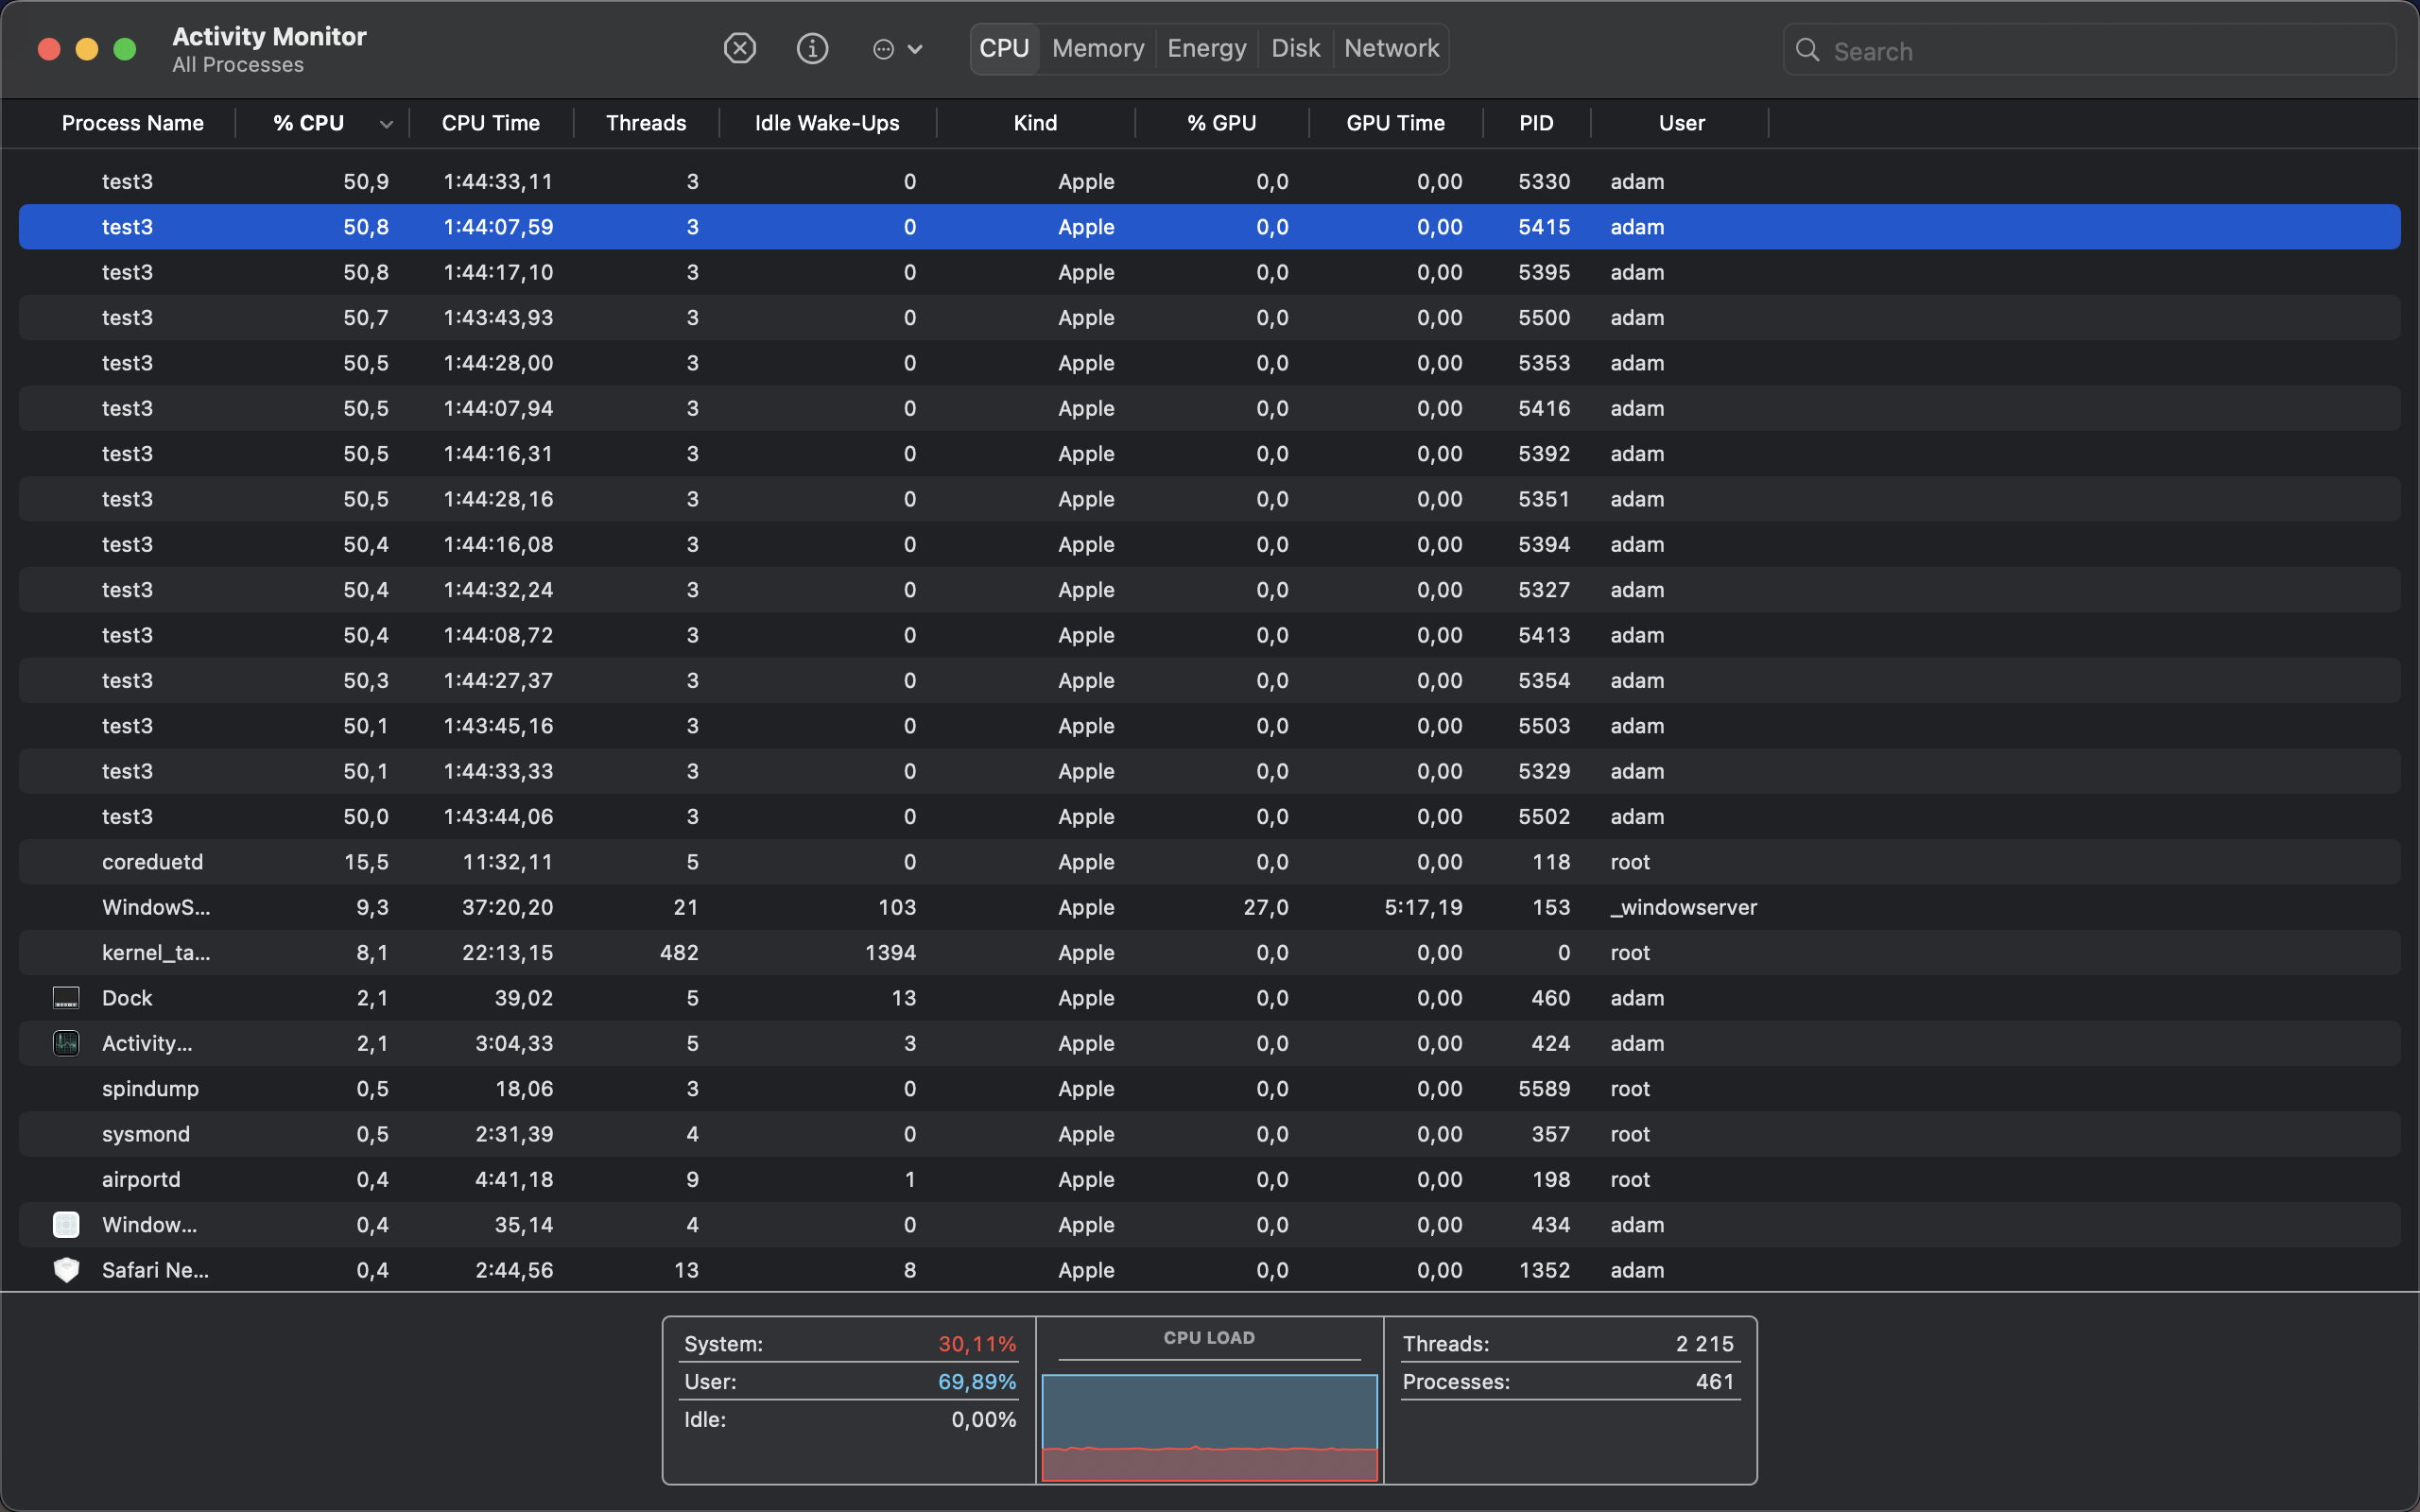 Activity Monitor
All Processes
CPU Memory Energy Disk Network
Search
Process Name % CPU CPU Time Threads Idle Wake-Ups Kind % GPU GPU Time PID User
test3 50,9 1:44:33,11 3 0 Apple 0,0 0,00 5330 adam
test3 50,8 1:44:07,59 3 0 Apple 0,0 0,00 5415 adam
test3 50,8 1:44:17,10 3 0 Apple 0,0 0,00 5395 adam
test3 50,7 1:43:43,93 3 0 Apple 0,0 0,00 5500 adam
test3 50,5 1:44:28,00 3 0 Apple 0,0 0,00 5353 adam
test3 50,5 1:44:07,94 3 0 Apple 0,0 0,00 5416 adam
test3 50,5 1:44:16,31 3 0 Apple 0,0 0,00 5392 adam
test3 50,5 1:44:28,16 3 0 Apple 0,0 0,00 5351 adam
test3 50,4 1:44:16,08 3 0 Apple 0,0 0,00 5394 adam
test3 50,4 1:44:32,24 3 0 Apple 0,0 0,00 5327 adam
test3 50,4 1:44:08,72 3 0 Apple 0,0 0,00 5413 adam
test3 50,3 1:44:27,37 3 0 Apple 0,0 0,00 5354 adam
test3 50,1 1:43:45,16 3 0 Apple 0,0 0,00 5503 adam
test3 50,1 1:44:33,33 3 0 Apple 0,0 0,00 5329 adam
test3 50,0 1:43:44,06 3 0 Apple 0,0 0,00 5502 adam
coreduetd 15,5 11:32,11 5 0 Apple 0,0 0,00 118 root
WindowS... 9,3 37:20,20 21 103 Apple 27,0 5:17,19 153 _windowserver
kernel_ta... 8,1 22:13,15 482 1394 Apple 0,0 0,00 0 root
Dock 2,1 39,02 5 13 Apple 0,0 0,00 460 adam
Activity... 2,1 3:04,33 5 3 Apple 0,0 0,00 424 adam
spindump 0,5 18,06 3 0 Apple 0,0 0,00 5589 root
sysmond 0,5 2:31,39 4 0 Apple 0,0 0,00 357 root
airportd 0,4 4:41,18 9 1 Apple 0,0 0,00 198 root
Window... 0,4 35,14 4 0 Apple 0,0 0,00 434 adam
Safari Ne... 0,4 2:44,56 13 8 Apple 0,0 0,00 1352 adam
System: 30,11%
User: 69,89%
Idle: 0,00%
CPU LOAD
Threads: 2 215
Processes: 461